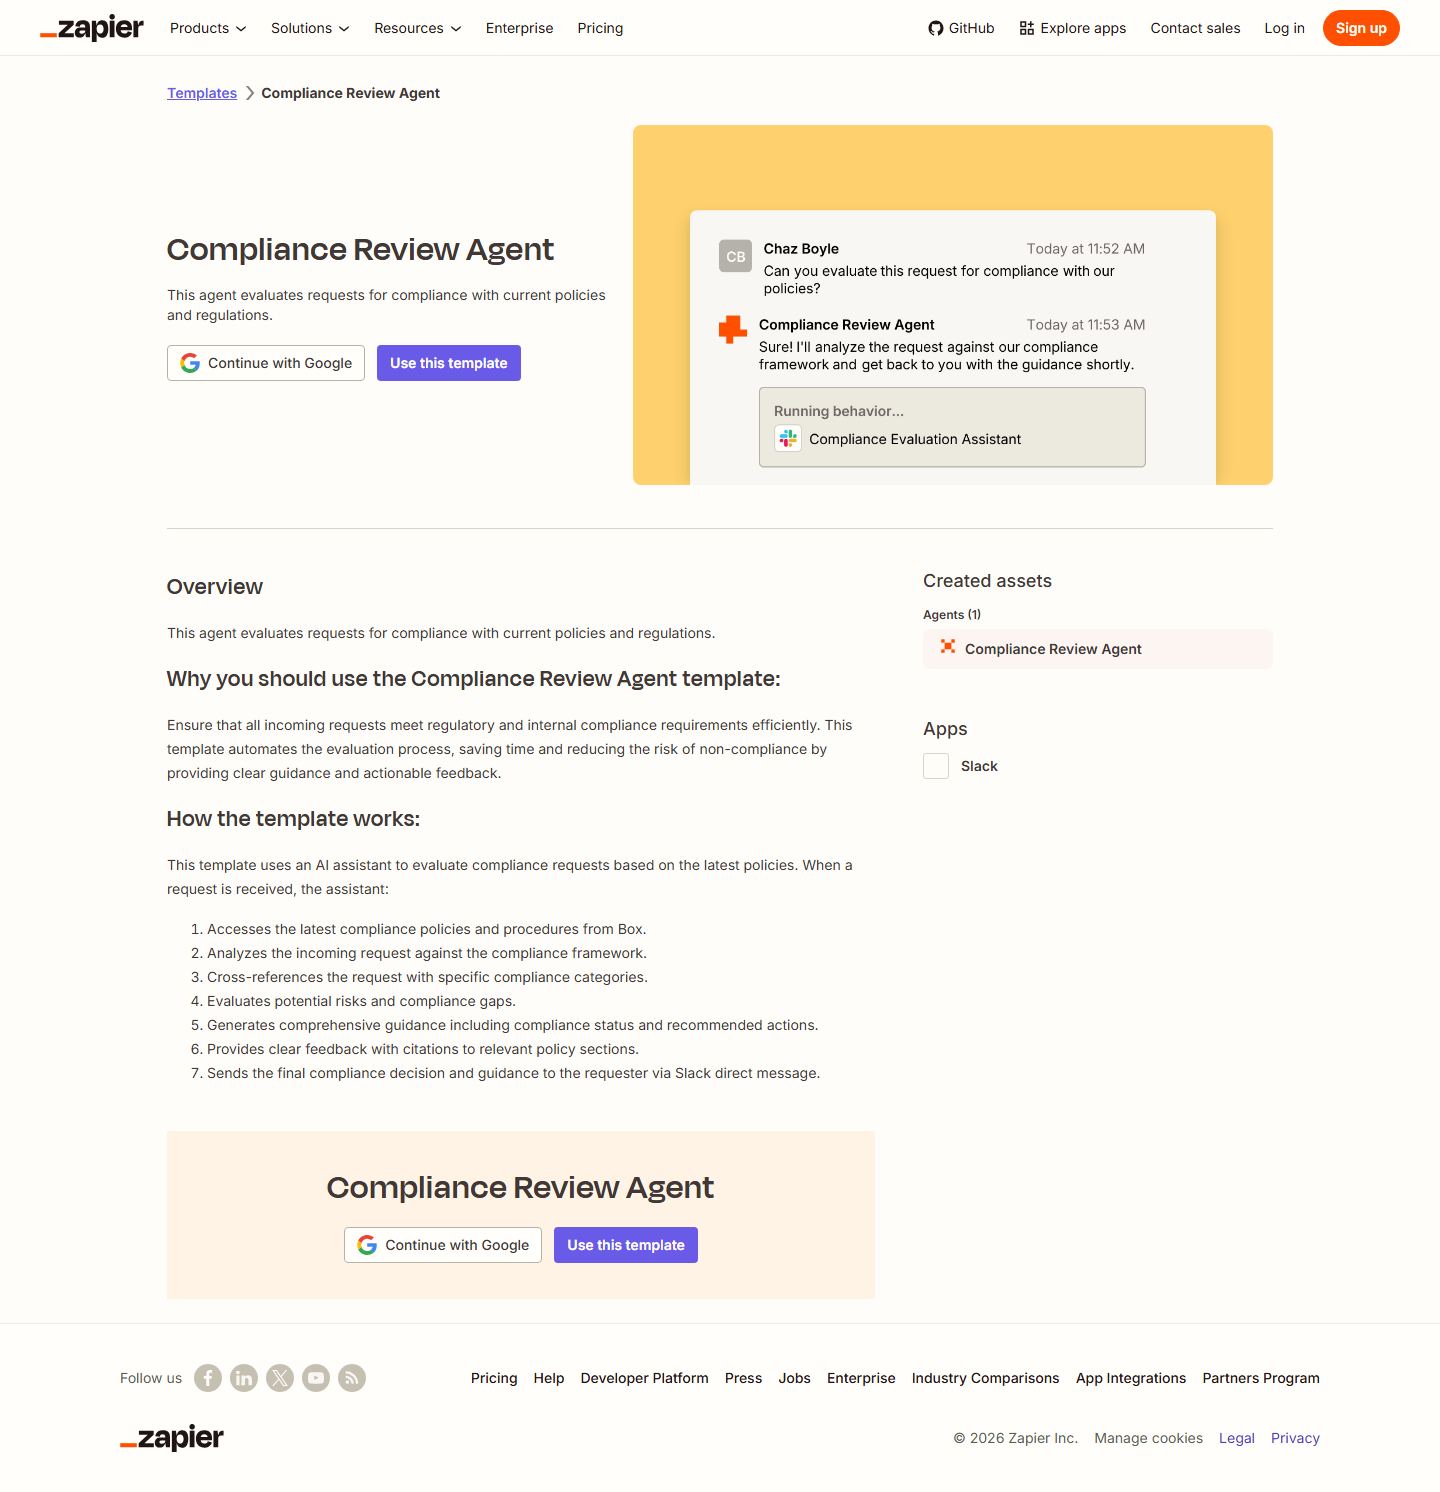 zapier
Products
Solutions
Resources
Enterprise
Pricing
GitHub
Explore apps
Contact sales
Log in
Sign up
Templates
Compliance Review Agent
Compliance Review Agent
This agent evaluates requests for compliance with current policies
and regulations.
Continue with Google
Use this template
CB
Chaz Boyle
Today at 11:52 AM
Can you evaluate this request for compliance with our
policies?
Compliance Review Agent
Today at 11:53 AM
Sure! I'll analyze the request against our compliance
framework and get back to you with the guidance shortly.
Running behavior...
Compliance Evaluation Assistant
Overview
This agent evaluates requests for compliance with current policies and regulations.
Why you should use the Compliance Review Agent template:
Ensure that all incoming requests meet regulatory and internal compliance requirements efficiently. This
template automates the evaluation process, saving time and reducing the risk of non-compliance by
providing clear guidance and actionable feedback.
How the template works:
This template uses an AI assistant to evaluate compliance requests based on the latest policies. When a
request is received, the assistant:
1. Accesses the latest compliance policies and procedures from Box.
2. Analyzes the incoming request against the compliance framework.
3. Cross-references the request with specific compliance categories.
4. Evaluates potential risks and compliance gaps.
5. Generates comprehensive guidance including compliance status and recommended actions.
6. Provides clear feedback with citations to relevant policy sections.
7. Sends the final compliance decision and guidance to the requester via Slack direct message.
Created assets
Agents (1)
Compliance Review Agent
Apps
Slack
Compliance Review Agent
Continue with Google
Use this template
Follow us
Pricing
Help
Developer Platform
Press
Jobs
Enterprise
Industry Comparisons
App Integrations
Partners Program
zapier
© 2026 Zapier Inc.
Manage cookies
Legal
Privacy